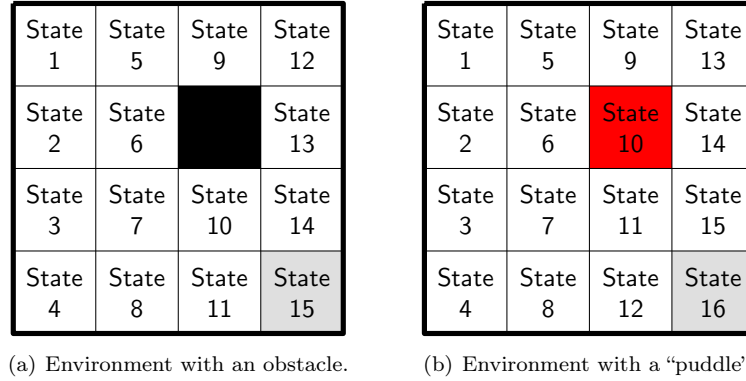 State State State State
1 5 9 12
State State State
2 6 13
State State State State
3 7 10 14
State State State State
4 8 11 15
(a) Environment with an obstacle.
State State State State
1 5 9 13
State State State State
2 6 10 14
State State State State
3 7 11 15
State State State State
4 8 12 16
(b) Environment with a “puddle”